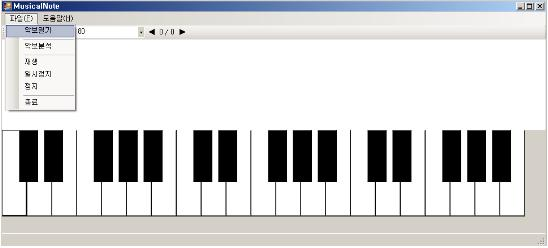 MusicalNote
파일(F) 도움말(H)
80 ◀ 0 / 0 ▶
악보열기
악보분석
재생
일시정지
정지
종료